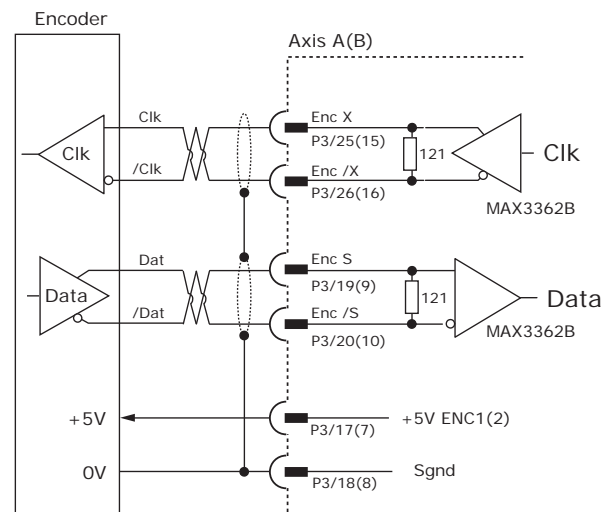 Encoder
Axis A(B)
Clk
Enc X
P3/25(15)
Clk
121
Clk
/Clk
Enc /X
P3/26(16)
MAX3362B
Dat
Enc S
P3/19(9)
Data
121
Data
/Dat
Enc /S
P3/20(10)
MAX3362B
+5V
P3/17(7)
+5V ENC1(2)
0V
P3/18(8)
Sgnd